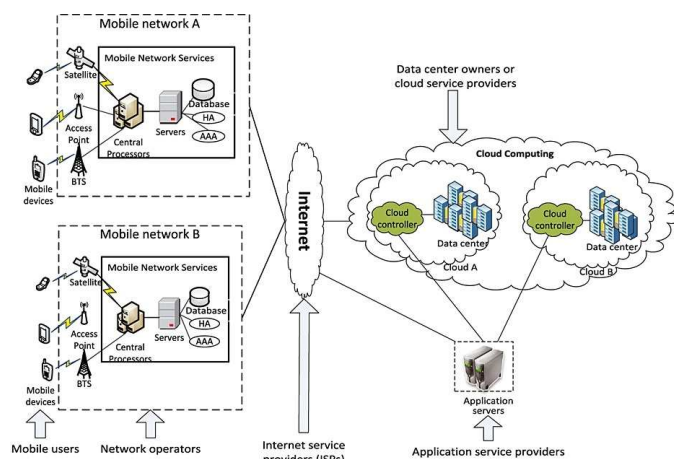 Mobile network A
Mobile Network Services
Satellite
Database
HA
AAA
Access
Point
Servers
Central
Processors
BTS
Mobile
devices
Mobile network B
Mobile Network Services
Satellite
Database
HA
AAA
Access
Point
Servers
Central
Processors
BTS
Mobile
devices
Mobile users
Network operators
Internet
Internet service
providers (ISPs)
Data center owners or
cloud service providers
Cloud Computing
Cloud
controller
Data center
Cloud A
Cloud
controller
Data center
Cloud B
Application
servers
Application service providers